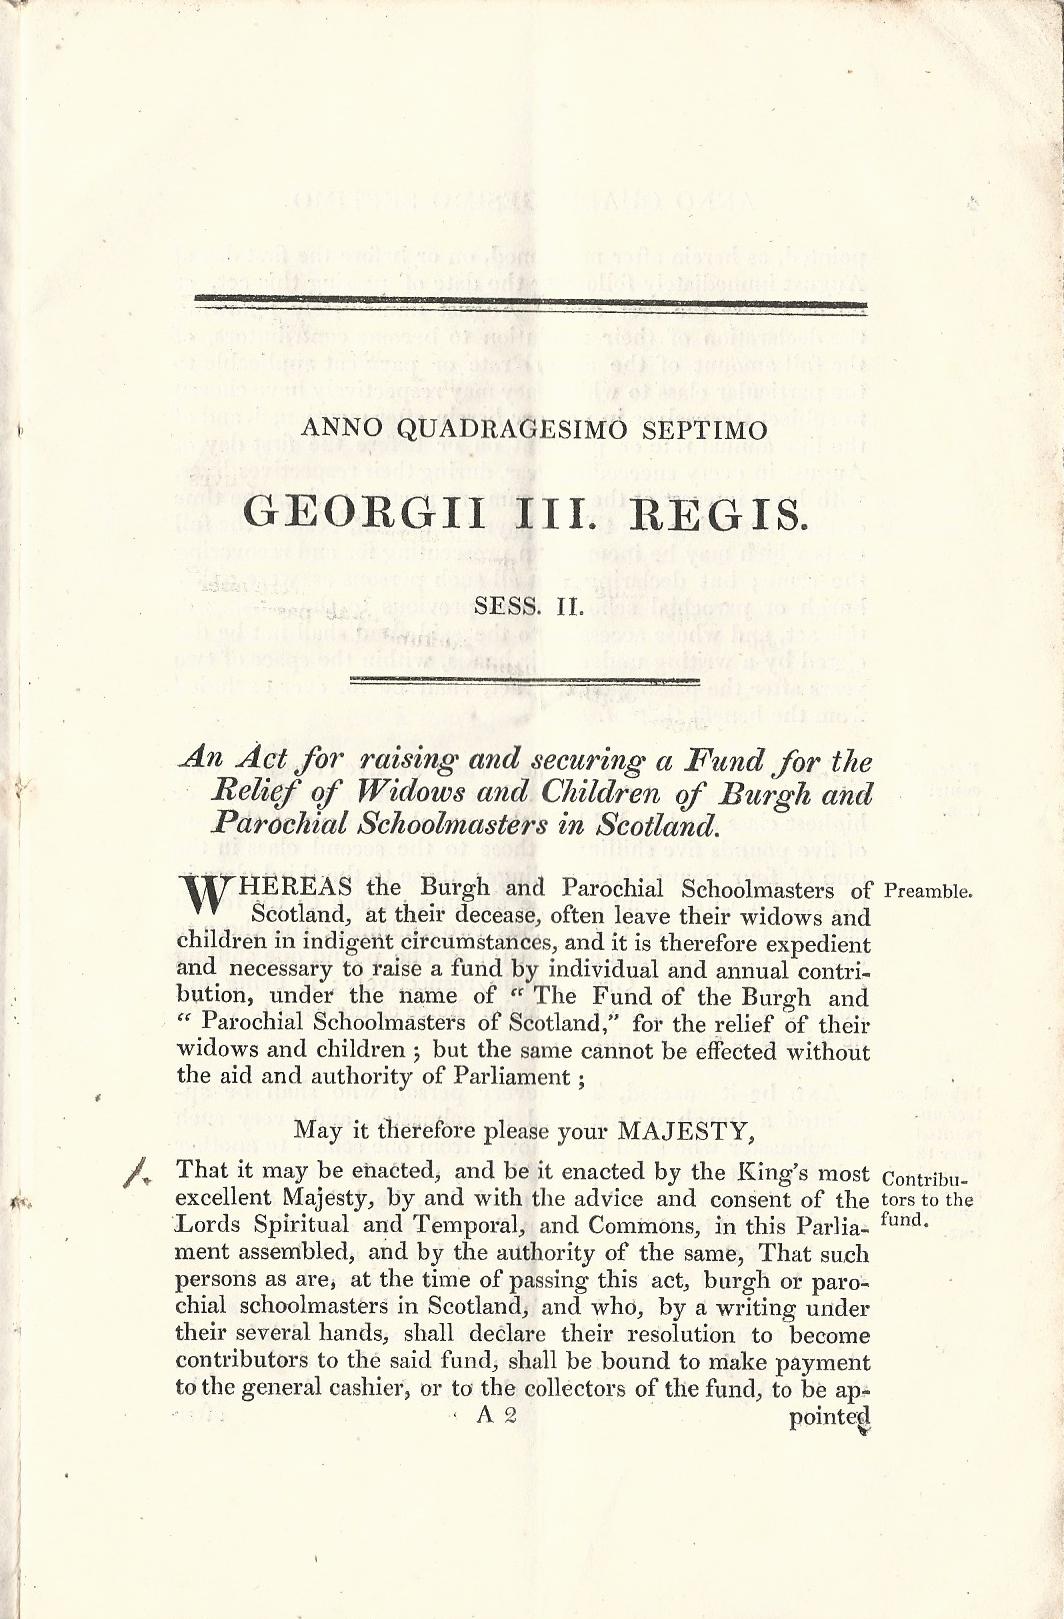 ANNO QUADRAGESIMO SEPTIMO
GEORGII III. REGIS.
SESS. II.
An Act for raising and securing a Fund for the
Relief of Widows and Children of Burgh and
Parochial Schoolmasters in Scotland.
WHEREAS the Burgh and Parochial Schoolmasters of
Preamble.
Scotland, at their decease, often leave their widows and
children in indigent circumstances, and it is therefore expedient
and necessary to raise a fund by individual and annual contri-
bution, under the name of “ The Fund of the Burgh and
“ Parochial Schoolmasters of Scotland,” for the relief of their
widows and children ; but the same cannot be effected without
the aid and authority of Parliament ;
May it therefore please your MAJESTY,
1.
That it may be enacted, and be it enacted by the King's most
excellent Majesty, by and with the advice and consent of the
Lords Spiritual and Temporal, and Commons, in this Parlia-
Contribu-
tors to the
fund.
ment assembled, and by the authority of the same, That such
persons as are, at the time of passing this act, burgh or paro-
chial schoolmasters in Scotland, and who, by a writing under
their several hands, shall declare their resolution to become
contributors to the said fund, shall be bound to make payment
to the general cashier, or to the collectors of the fund, to be ap-
A 2
pointed